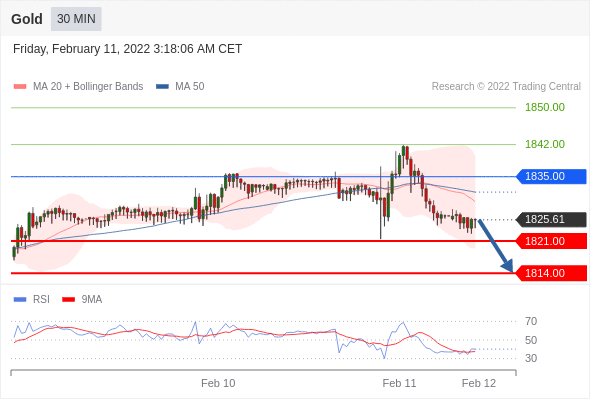 Gold 30 MIN
Friday, February 11, 2022 3:18:06 AM CET
MA 20 + Bollinger Bands MA 50 Research © 2022 Trading Central
1850.00
1842.00
1835.00
1825.61
1821.00
1814.00
RSI 9MA
70
50
30
Feb 10 Feb 11 Feb 12